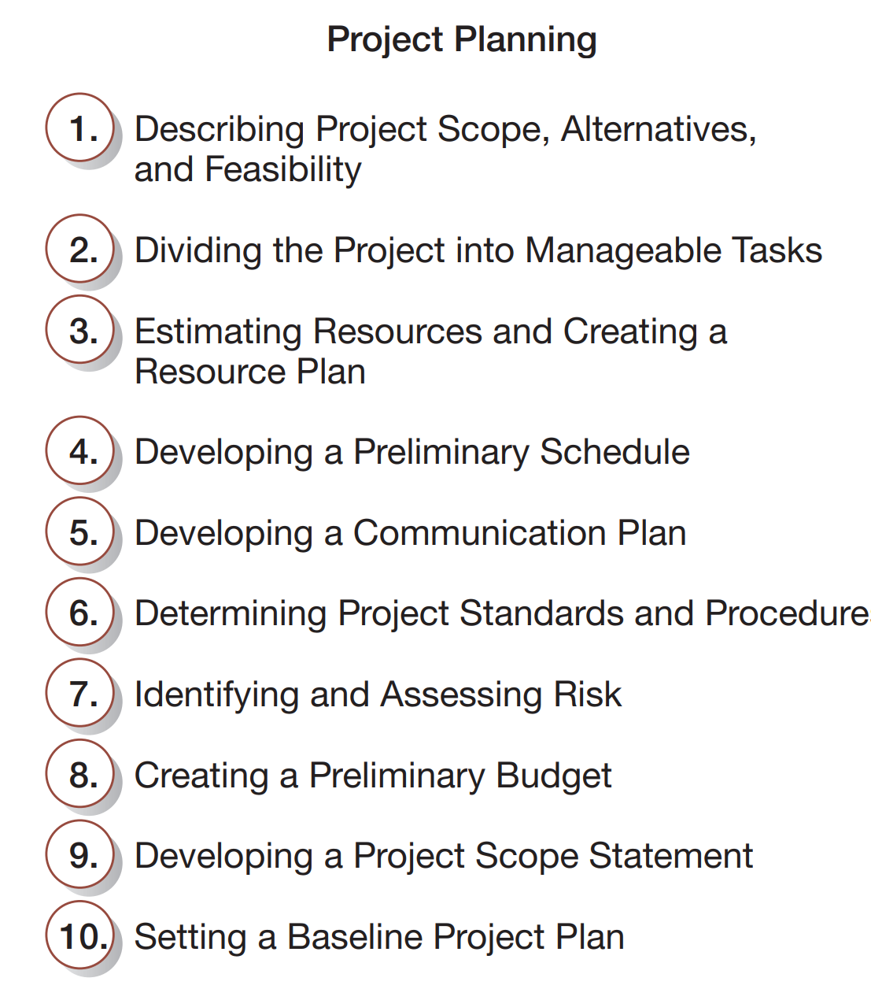 Project Planning
1. Describing Project Scope, Alternatives,
and Feasibility
2. Dividing the Project into Manageable Tasks
3. Estimating Resources and Creating a
Resource Plan
4. Developing a Preliminary Schedule
5. Developing a Communication Plan
6. Determining Project Standards and Procedures
7. Identifying and Assessing Risk
8. Creating a Preliminary Budget
9. Developing a Project Scope Statement
10. Setting a Baseline Project Plan